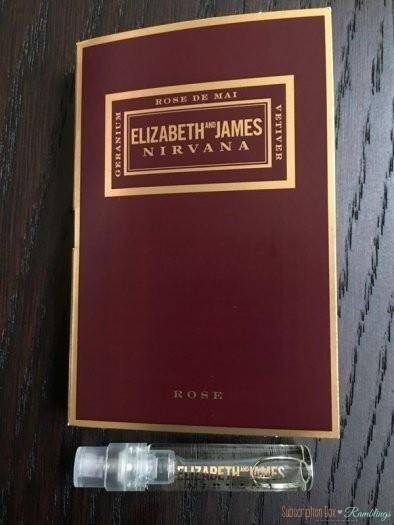 ROSE DE MAI
GERANIUM
ELIZABETH AND JAMES
NIRVANA
VETIVER
ROSE
ELIZABETH AND JAMES
Subscription Box ♥ Ramblings